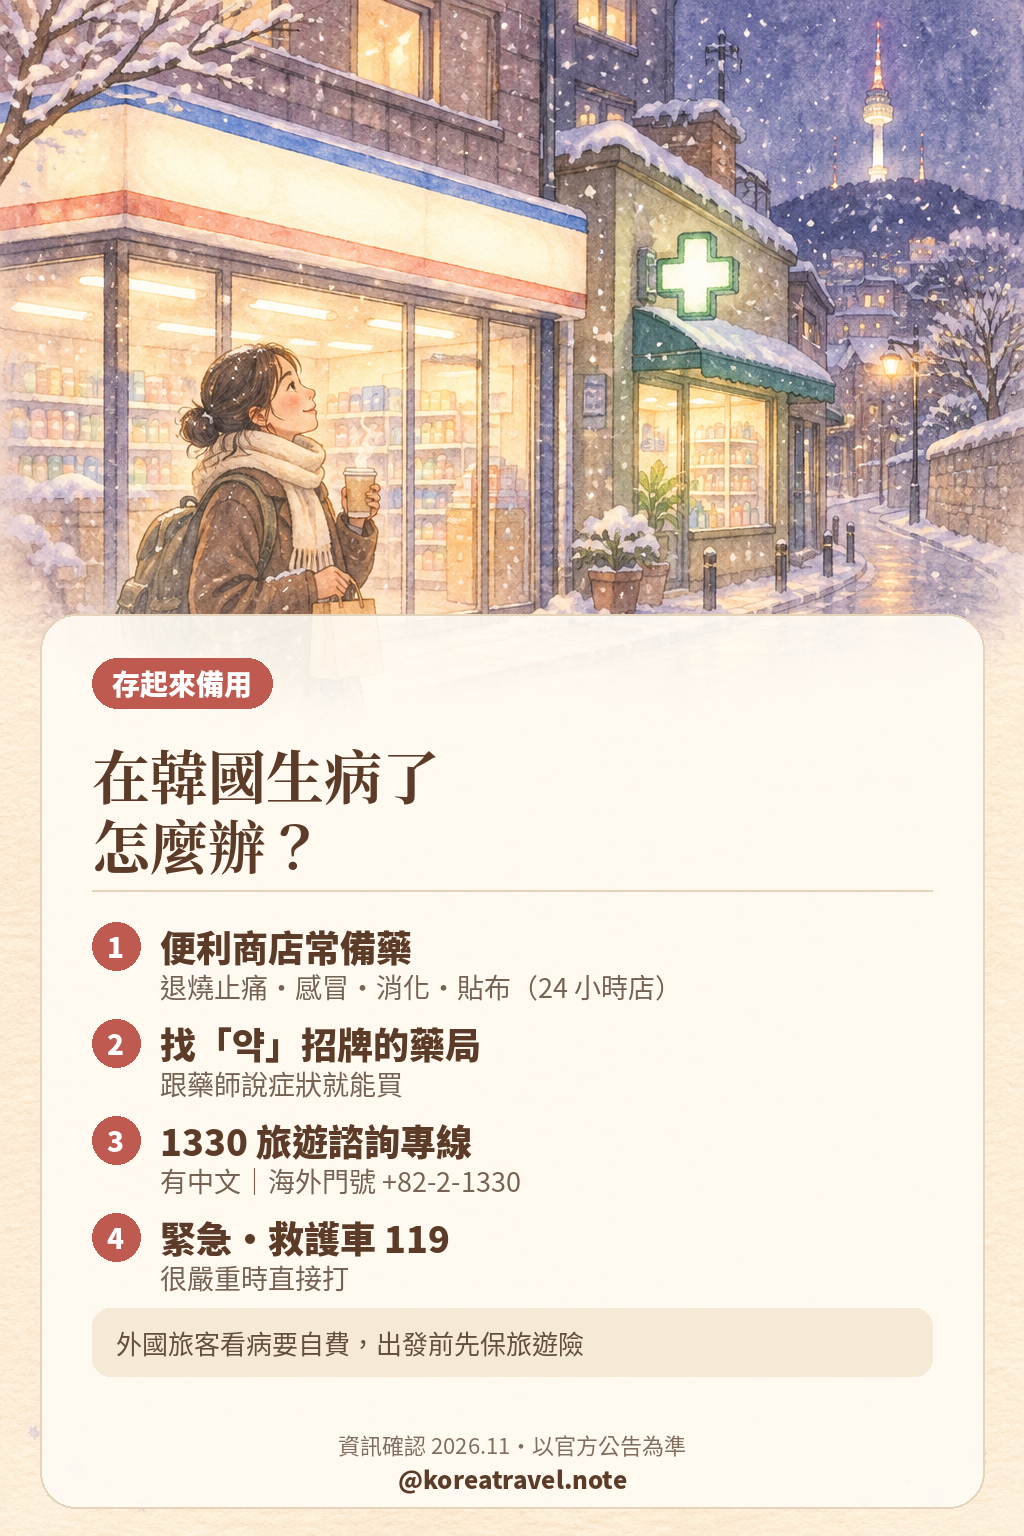 存起來備用
在韓國生病了
怎麼辦？
1 便利商店常備藥
退燒止痛・感冒・消化・貼布（24 小時店）
2 找「약」招牌的藥局
跟藥師說症狀就能買
3 1330 旅遊諮詢專線
有中文｜海外門號 +82-2-1330
4 緊急・救護車 119
很嚴重時直接打
外國旅客看病要自費，出發前先保旅遊險
資訊確認 2026.11・以官方公告為準
@koreatravel.note